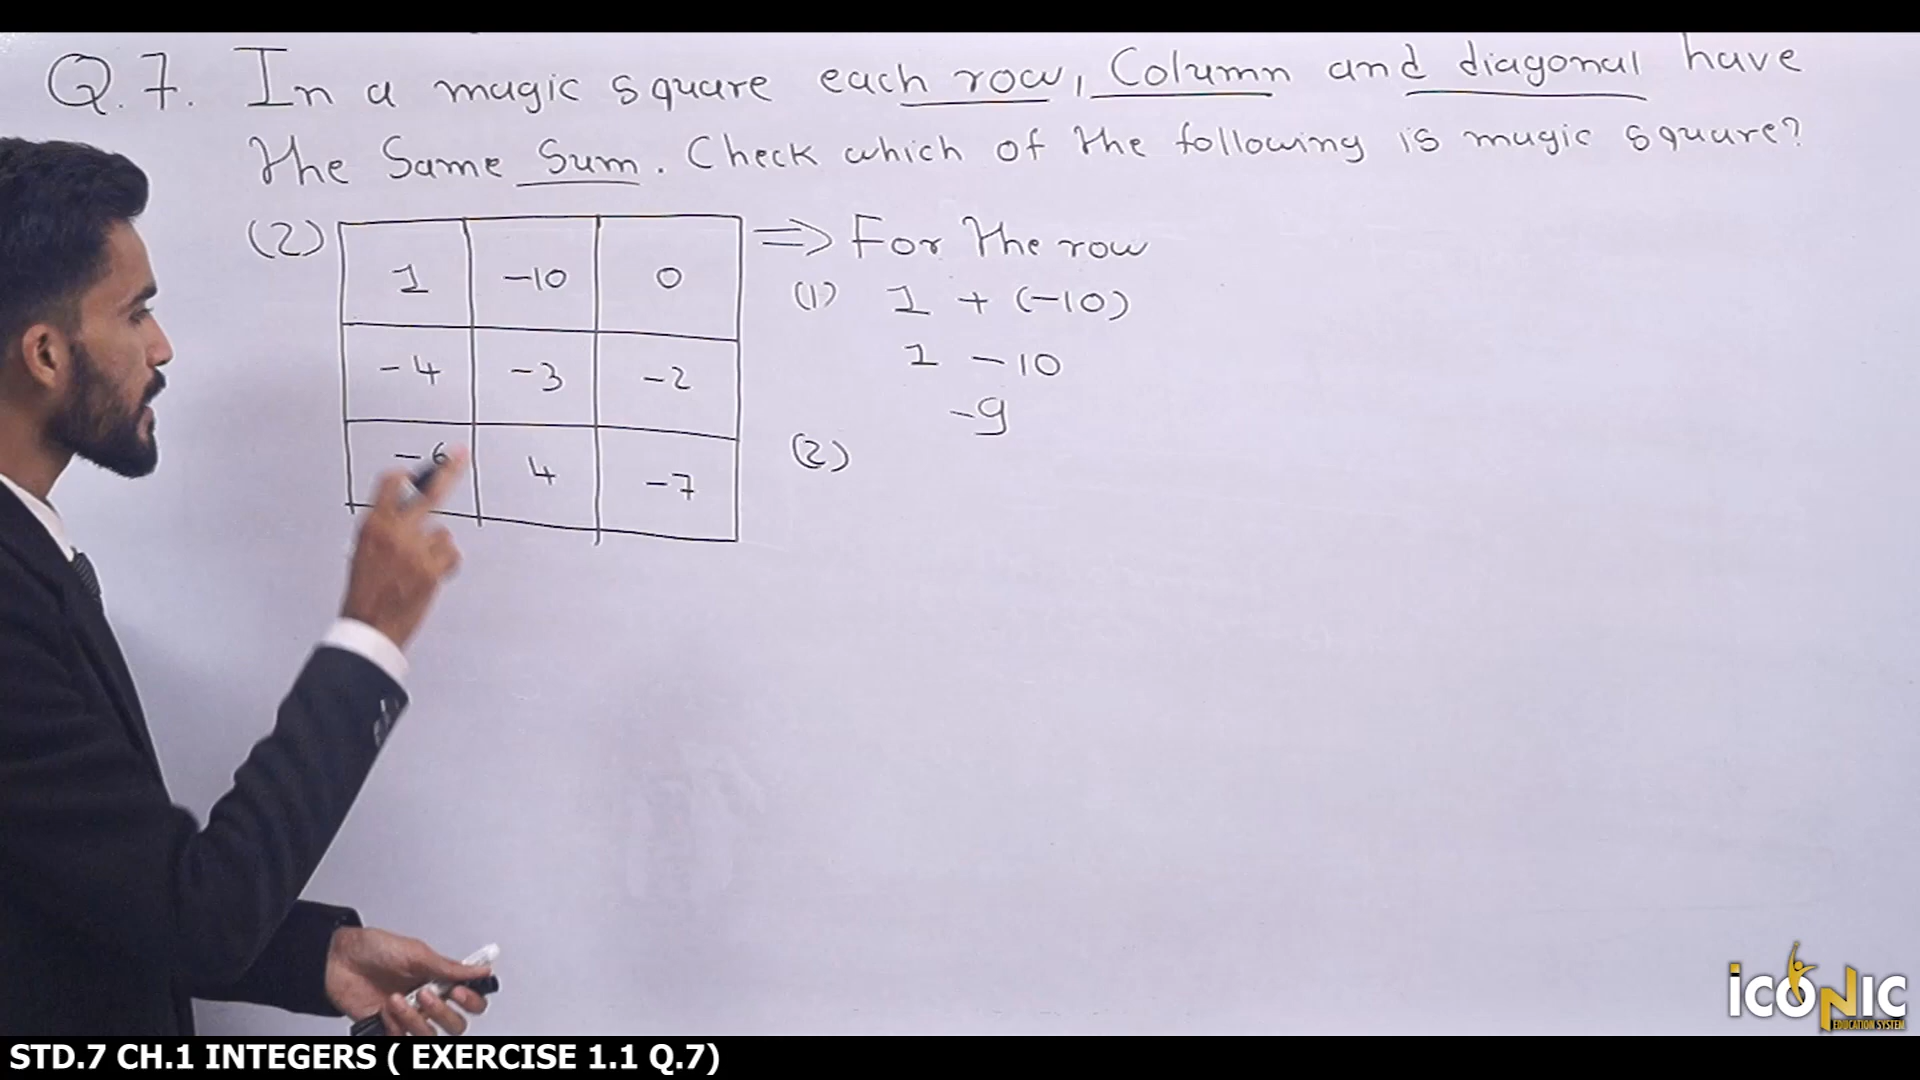 Q.7. In a magic square each row, Column and diagonal have
the Same Sum. Check which of the following is magic square?
(2)
1 -10 0
-4 -3 -2
-6 4 -7
=> For the row
(1) 1 + (-10)
1 -10
-9
(2)
iCONIC
EDUCATION SYSTEM
STD.7 CH.1 INTEGERS ( EXERCISE 1.1 Q.7)